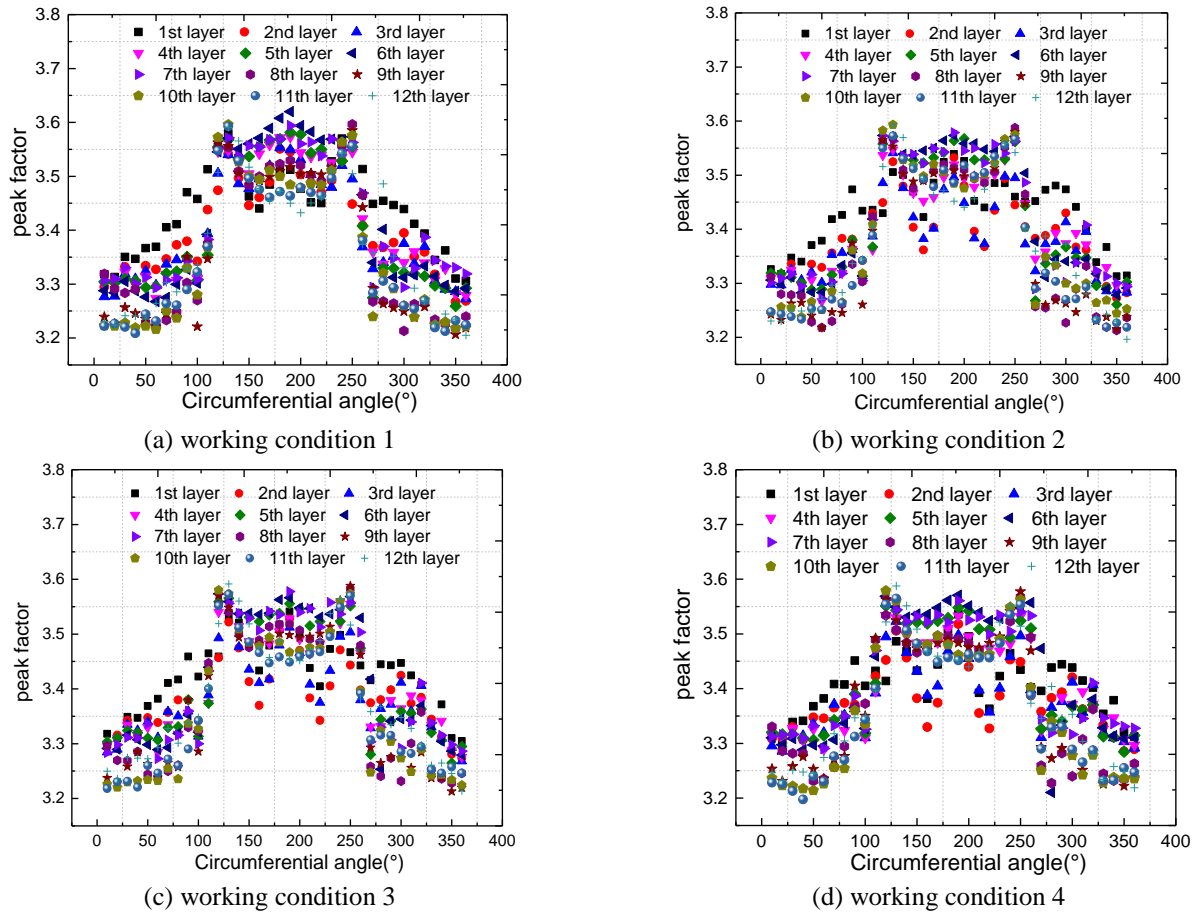 3.8
3.7
3.6
3.5
3.4
3.3
3.2
peak factor
1st layer 2nd layer 3rd layer
4th layer 5th layer 6th layer
7th layer 8th layer 9th layer
10th layer 11th layer 12th layer
0 50 100 150 200 250 300 350 400
Circumferential angle(°)
(a) working condition 1
3.8
3.7
3.6
3.5
3.4
3.3
3.2
peak factor
1st layer 2nd layer 3rd layer
4th layer 5th layer 6th layer
7th layer 8th layer 9th layer
10th layer 11th layer 12th layer
0 50 100 150 200 250 300 350 400
Circumferential angle(°)
(b) working condition 2
3.8
3.7
3.6
3.5
3.4
3.3
3.2
peak factor
1st layer 2nd layer 3rd layer
4th layer 5th layer 6th layer
7th layer 8th layer 9th layer
10th layer 11th layer 12th layer
0 50 100 150 200 250 300 350 400
Circumferential angle(°)
(c) working condition 3
3.8
3.7
3.6
3.5
3.4
3.3
3.2
peak factor
1st layer 2nd layer 3rd layer
4th layer 5th layer 6th layer
7th layer 8th layer 9th layer
10th layer 11th layer 12th layer
0 50 100 150 200 250 300 350 400
Circumferential angle(°)
(d) working condition 4